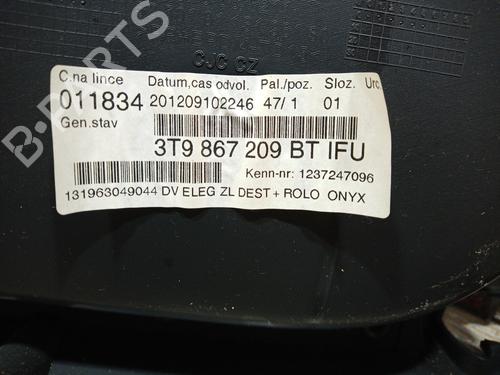 CJC CZ
C.na lince Datum,cas odvol. Pal./poz. Sloz. Urc.
011834 201209102246 47/ 1 01
Gen.stav
3T9 867 209 BT IFU
Kenn-nr: 1237247096
131963049044 DV ELEG ZL DEST + ROLO ONYX
B-PARTS